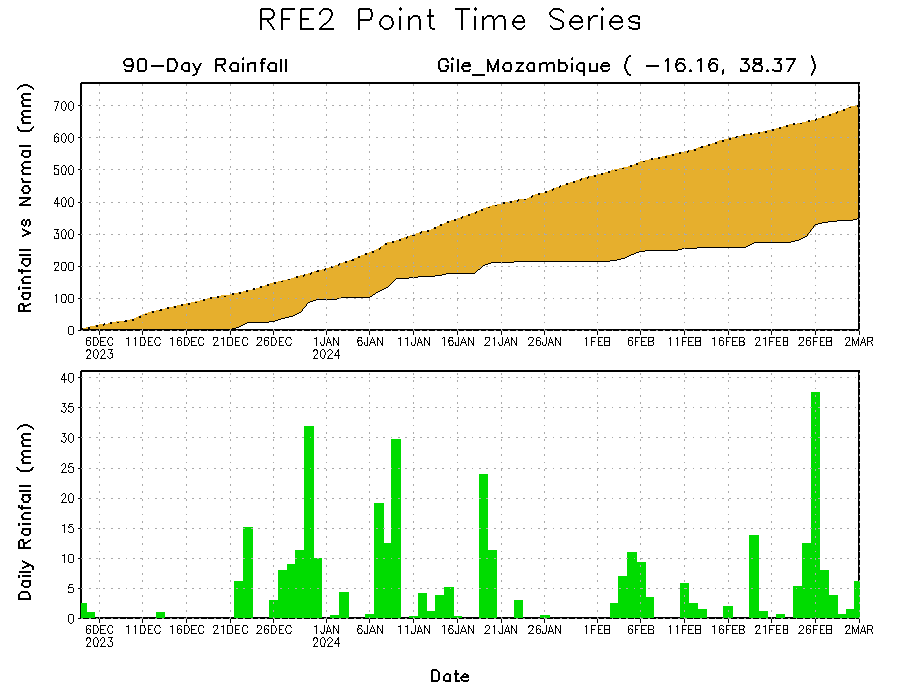 RFE2 Point Time Series
90-Day Rainfall
Gile_Mazambique ( -16.16, 38.37 )
Rainfall vs Normal (mm)
700
600
500
400
300
200
100
0
6DEC 11DEC 16DEC 21DEC 26DEC 1JAN 6JAN 11JAN 16JAN 21JAN 26JAN 1FEB 6FEB 11FEB 16FEB 21FEB 26FEB 2MAR
2023 2024
Daily Rainfall (mm)
40
35
30
25
20
15
10
5
0
6DEC 11DEC 16DEC 21DEC 26DEC 1JAN 6JAN 11JAN 16JAN 21JAN 26JAN 1FEB 6FEB 11FEB 16FEB 21FEB 26FEB 2MAR
2023 2024
Date